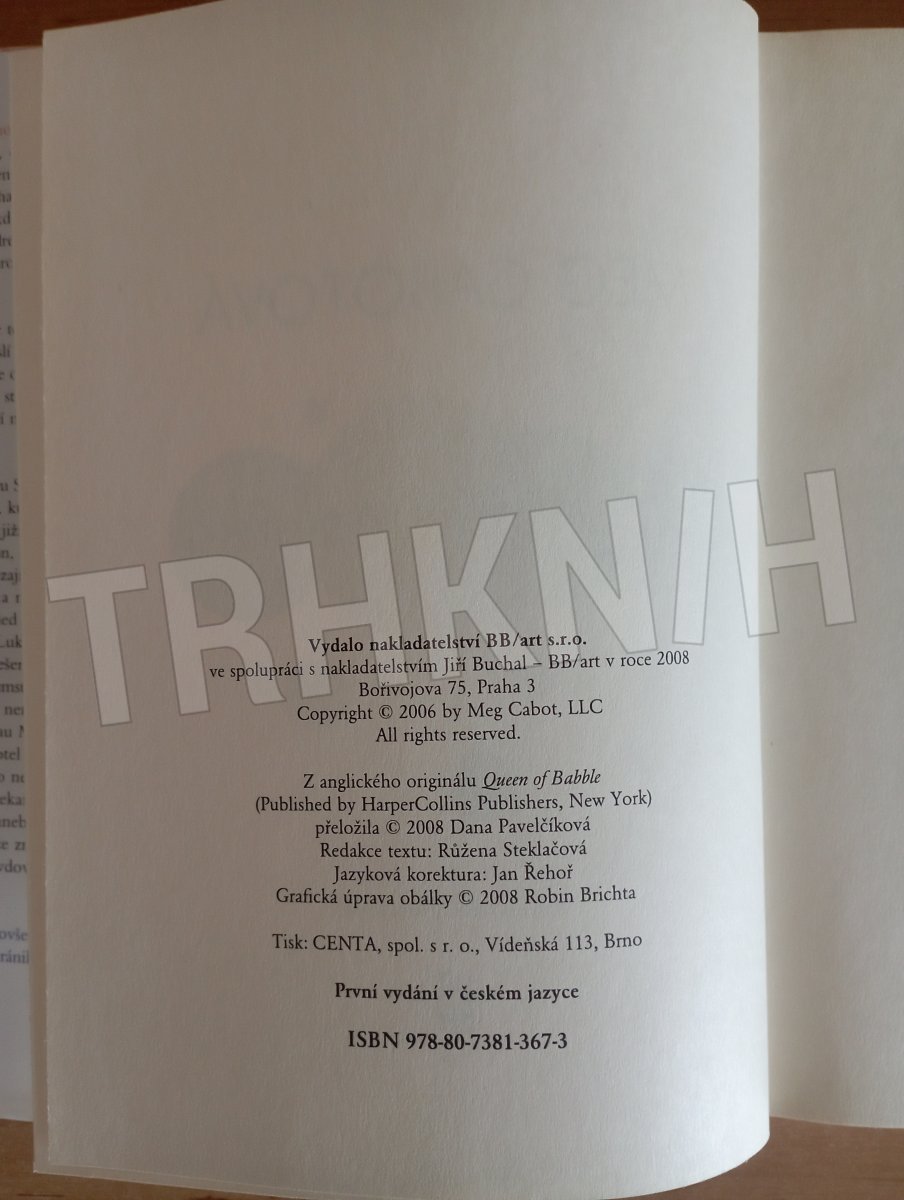 TRHKNIH
Vydalo nakladatelství BB/art s.r.o.
ve spolupráci s nakladatelstvím Jiří Buchal – BB/art v roce 2008
Bořivojova 75, Praha 3
Copyright © 2006 by Meg Cabot, LLC
All rights reserved.
Z anglického originálu Queen of Babble
(Published by HarperCollins Publishers, New York)
přeložila © 2008 Dana Pavelčíková
Redakce textu: Růžena Steklačová
Jazyková korektura: Jan Řehoř
Grafická úprava obálky © 2008 Robin Brichta
Tisk: CENTA, spol. s r. o., Vídeňská 113, Brno
První vydání v českém jazyce
ISBN 978-80-7381-367-3